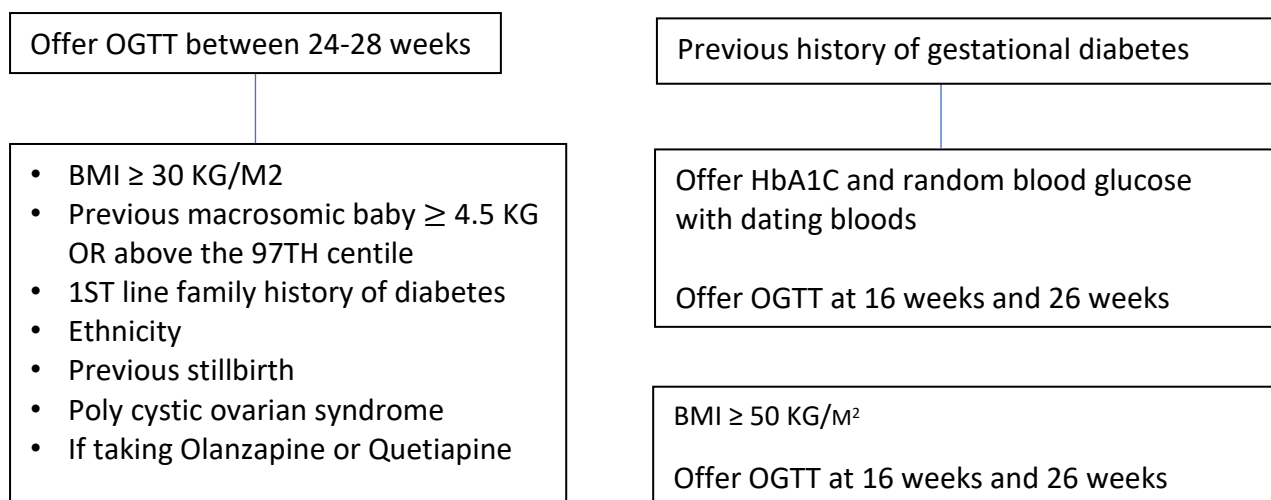 Offer OGTT between 24-28 weeks
• BMI ≥ 30 KG/M2
• Previous macrosomic baby ≥ 4.5 KG
OR above the 97TH centile
• 1ST line family history of diabetes
• Ethnicity
• Previous stillbirth
• Poly cystic ovarian syndrome
• If taking Olanzapine or Quetiapine
Previous history of gestational diabetes
Offer HbA1C and random blood glucose
with dating bloods
Offer OGTT at 16 weeks and 26 weeks
BMI ≥ 50 KG/M²
Offer OGTT at 16 weeks and 26 weeks